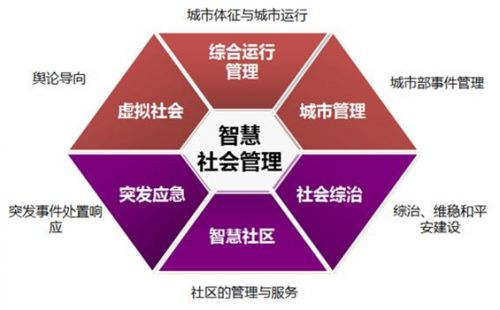 城市体征与城市运行
综合运行
管理
舆论导向
虚拟社会
城市管理
城市部事件管理
智慧
社会管理
突发事件处置响
应
突发应急
社会综治
综治、维稳和平
安建设
智慧社区
社区的管理与服务